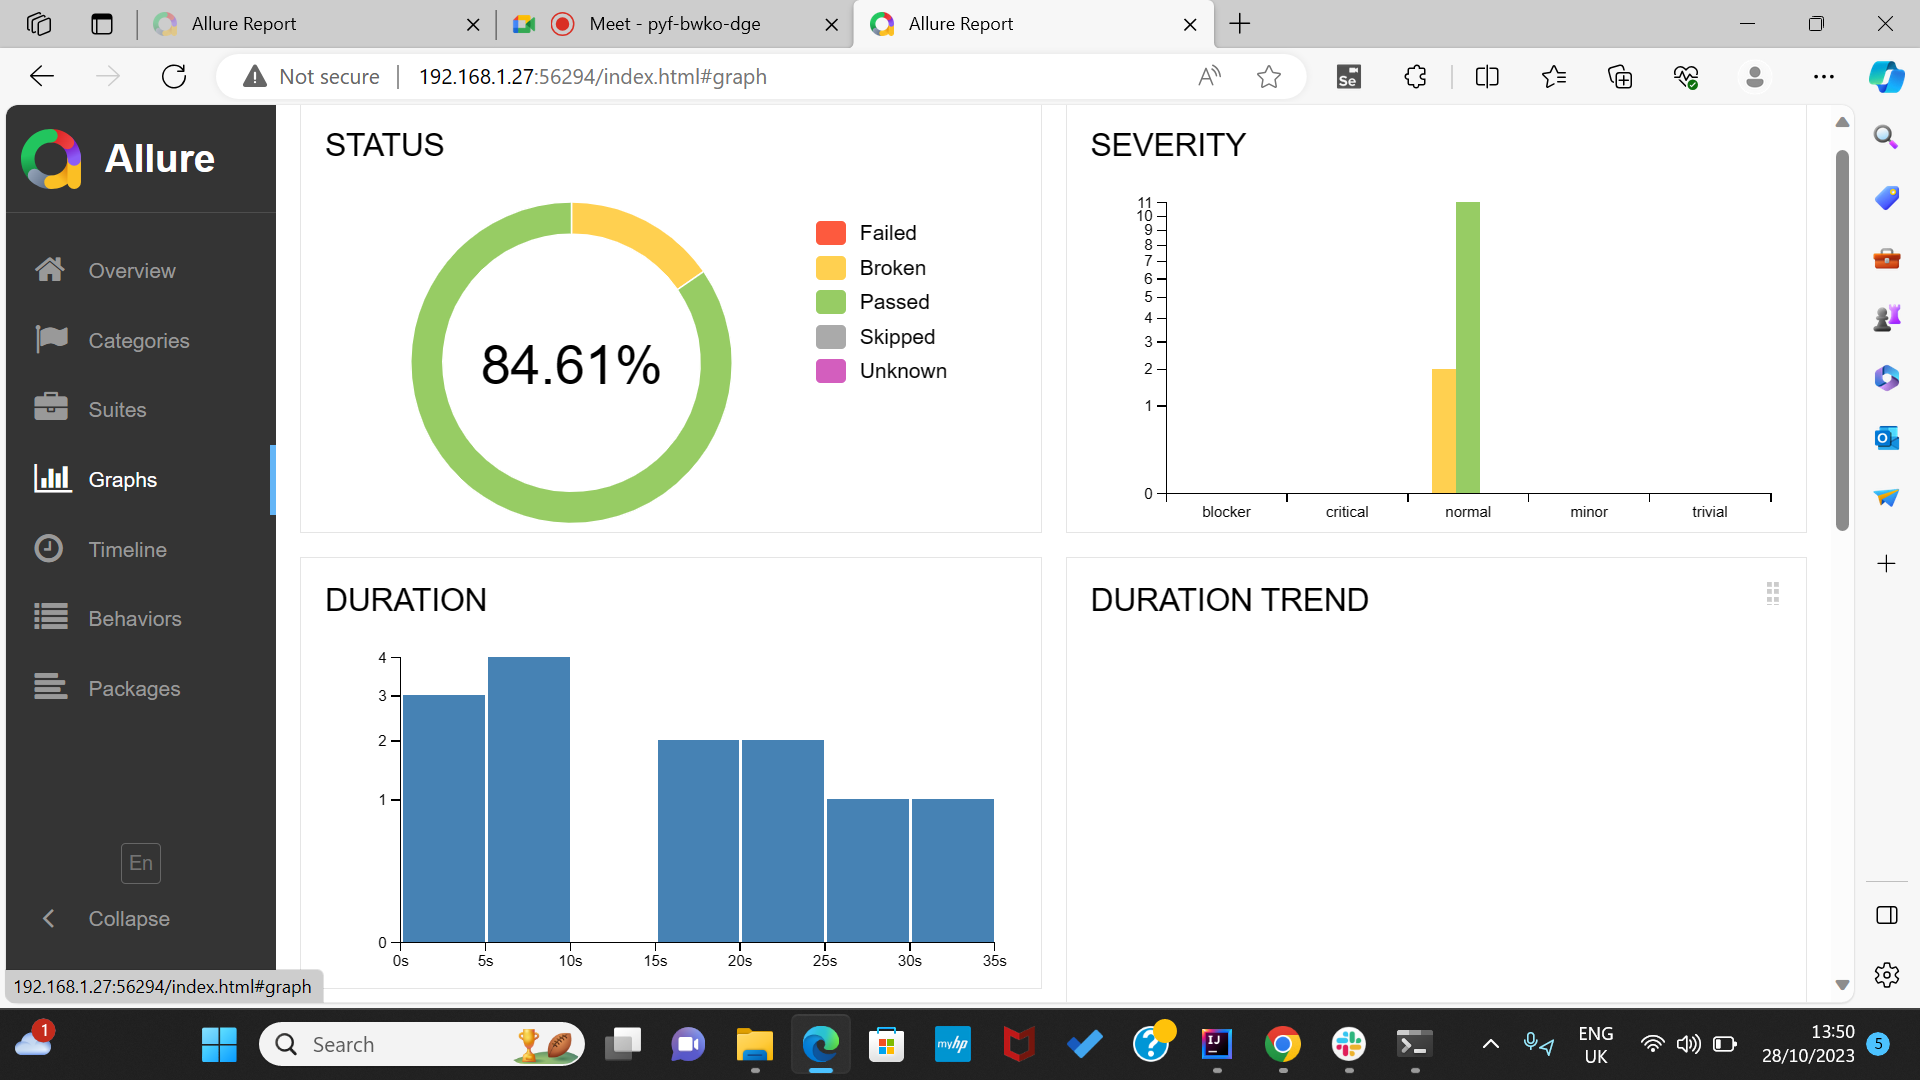 Allure Report
Meet - pyf-bwko-dge
Allure Report
Not secure
192.168.1.27:56294/index.html#graph
Se
Allure
Overview
Categories
Suites
Graphs
Timeline
Behaviors
Packages
En
Collapse
STATUS
84.61%
Failed
Broken
Passed
Skipped
Unknown
SEVERITY
11
10
9
8
7
6
5
4
3
2
1
0
blocker critical normal minor trivial
DURATION
4
3
2
1
0
0s 5s 10s 15s 20s 25s 30s 35s
DURATION TREND
192.168.1.27:56294/index.html#graph
1
Search
myhp
IJ
ENG
UK
13:50
28/10/2023
5